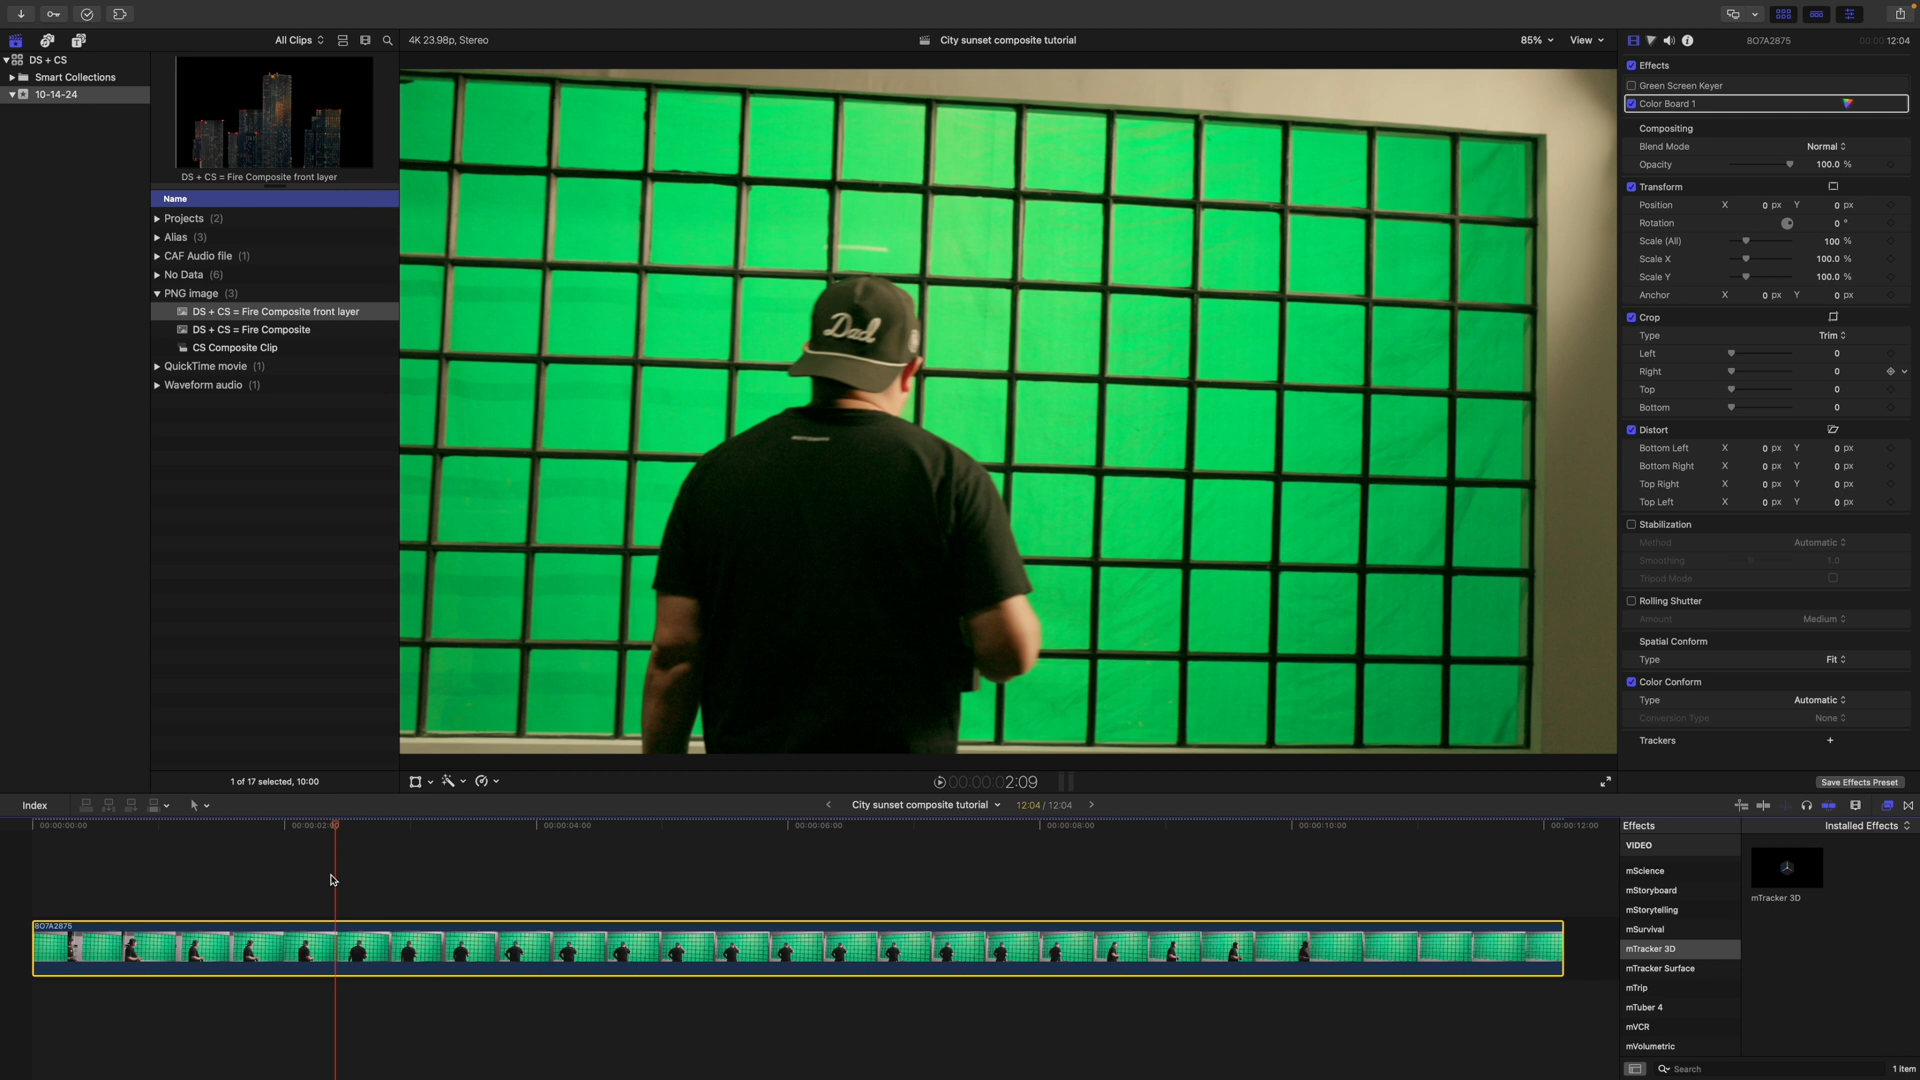 All Clips
4K 23.98p, Stereo
City sunset composite tutorial
85%
View
8O7A2875
00:00:12:04
DS + CS
Smart Collections
10-14-24
DS + CS = Fire Composite front layer
Name
Projects (2)
Alias (3)
CAF Audio file (1)
No Data (6)
PNG image (3)
DS + CS = Fire Composite front layer
DS + CS = Fire Composite
CS Composite Clip
QuickTime movie (1)
Waveform audio (1)
1 of 17 selected, 10:00
Dad
00:00:02:09
Effects
Green Screen Keyer
Color Board 1
Compositing
Blend Mode Normal
Opacity 100.0 %
Transform
Position X 0 px Y 0 px
Rotation 0 °
Scale (All) 100 %
Scale X 100.0 %
Scale Y 100.0 %
Anchor X 0 px Y 0 px
Crop
Type Trim
Left 0
Right 0
Top 0
Bottom 0
Distort
Bottom Left X 0 px Y 0 px
Bottom Right X 0 px Y 0 px
Top Right X 0 px Y 0 px
Top Left X 0 px Y 0 px
Stabilization
Method Automatic
Smoothing 1.0
Tripod Mode
Rolling Shutter
Amount Medium
Spatial Conform
Type Fit
Color Conform
Type Automatic
Conversion Type None
Trackers +
Save Effects Preset
Index
City sunset composite tutorial
12:04 / 12:04
00:00:00:00
00:00:02:00
00:00:04:00
00:00:06:00
00:00:08:00
00:00:10:00
00:00:12:00
8O7A2875
Effects
Installed Effects
VIDEO
mScience
mStoryboard
mStorytelling
mSurvival
mTracker 3D
mTracker Surface
mTrip
mTuber 4
mVCR
mVolumetric
mTracker 3D
Search
1 item